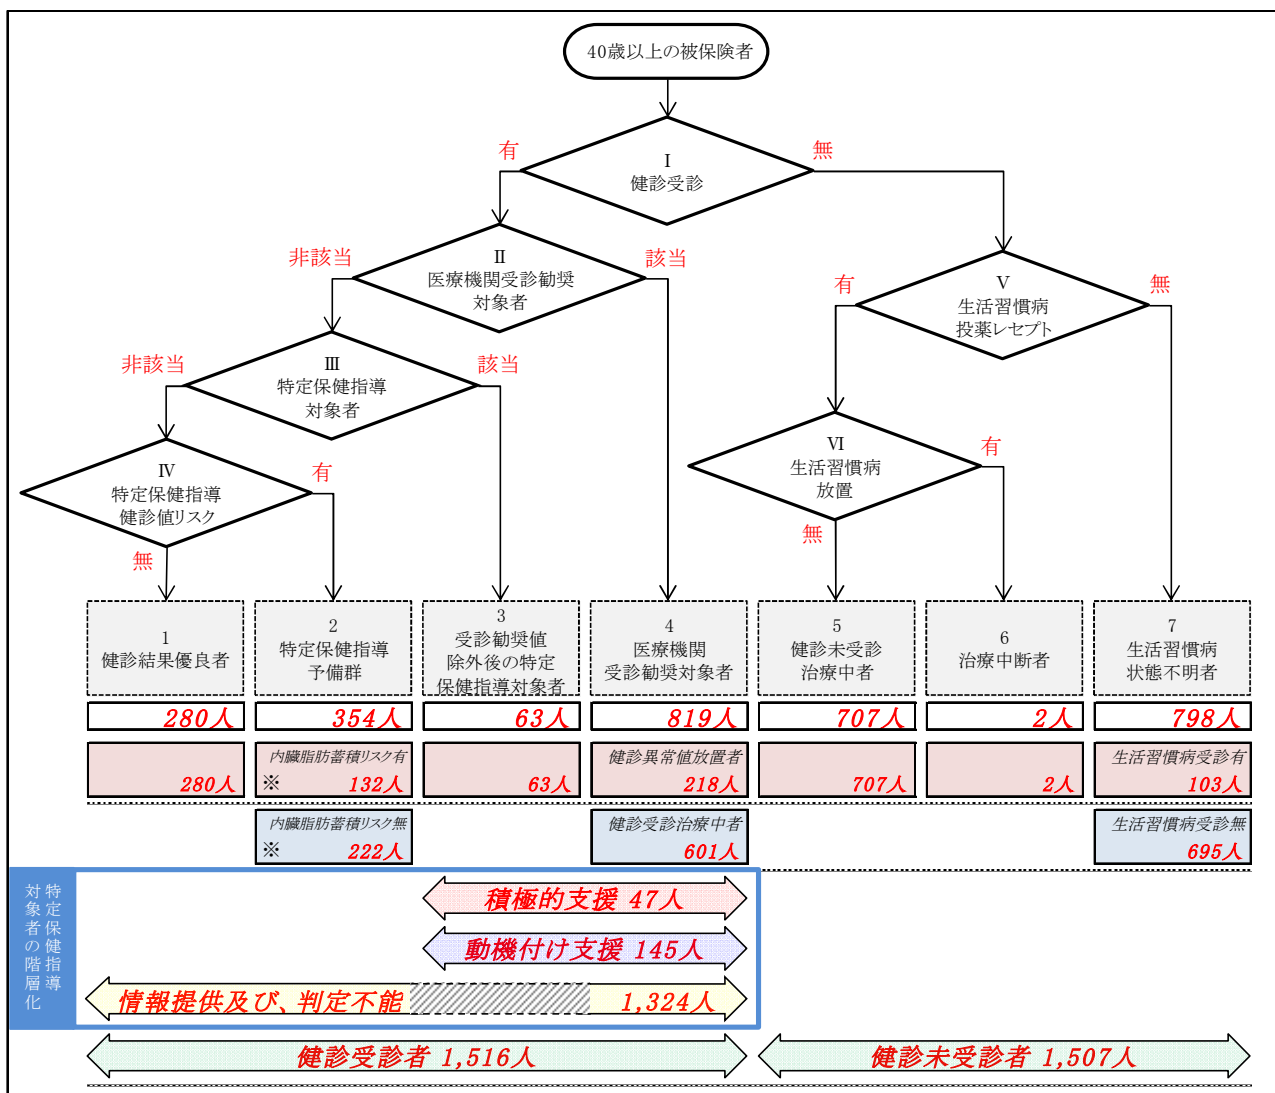 40歳以上の被保険者
Ⅰ
健診受診
有
無
Ⅱ
医療機関受診勧奨
対象者
非該当
該当
Ⅴ
生活習慣病
投薬レセプト
有
無
Ⅲ
特定保健指導
対象者
非該当
該当
Ⅵ
生活習慣病
放置
有
無
Ⅳ
特定保健指導
健診値リスク
有
無
1
健診結果優良者
2
特定保健指導
予備群
3
受診勧奨値
除外後の特定
保健指導対象者
4
医療機関
受診勧奨対象者
5
健診未受診
治療中者
6
治療中断者
7
生活習慣病
状態不明者
280人
354人
63人
819人
707人
2人
798人
280人
内臓脂肪蓄積リスク有
※ 132人
63人
健診異常値放置者
218人
707人
2人
生活習慣病受診有
103人
内臓脂肪蓄積リスク無
※ 222人
健診受診治療中者
601人
生活習慣病受診無
695人
特定保健指導
対象者の階層化
積極的支援 47人
動機付け支援 145人
情報提供及び、判定不能 1,324人
健診受診者 1,516人
健診未受診者 1,507人